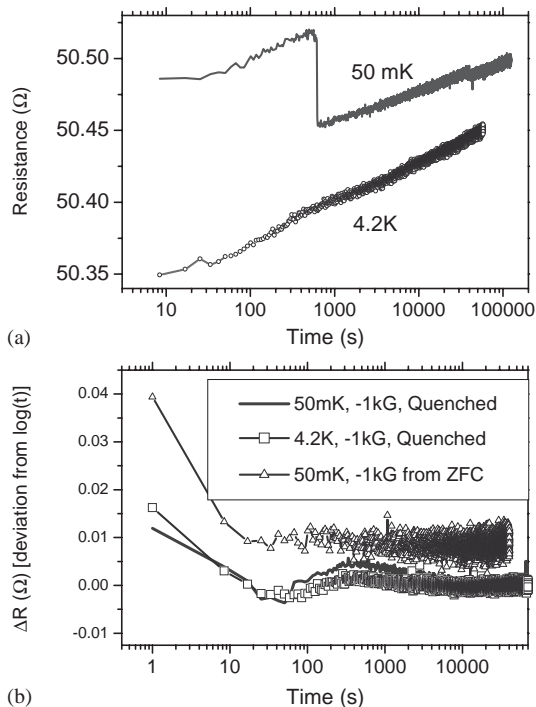 50.50
50.45
50.40
50.35
Resistance (Ω)
50 mK
4.2K
10 100 1000 10000 100000
Time (s)
(a)
0.04
0.03
0.02
0.01
0.00
-0.01
ΔR (Ω) [deviation from log(t)]
50mK, -1kG, Quenched
4.2K, -1kG, Quenched
50mK, -1kG from ZFC
1 10 100 1000 10000
Time (s)
(b)